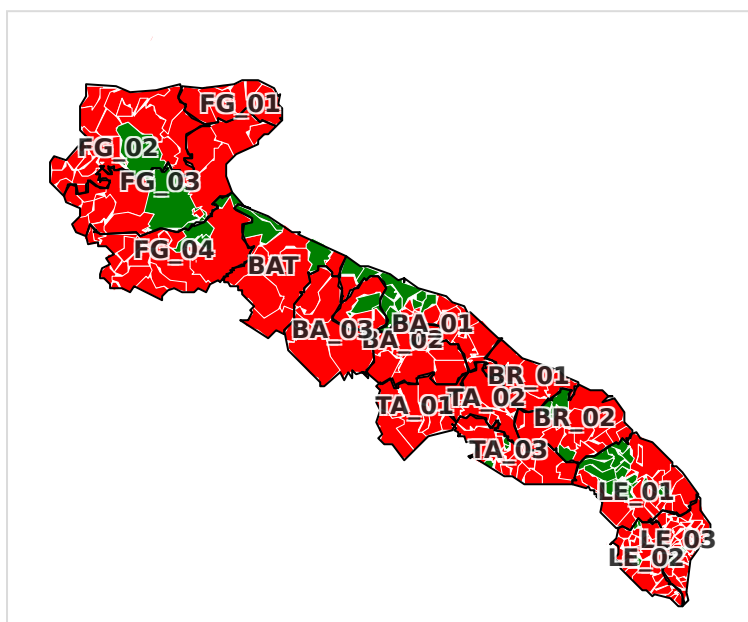 FG_01
FG_02
FG_03
FG_04
BAT
BA_01
BA_03
BA_02
BR_01
TA_02
TA_01
BR_02
TA_03
LE_01
LE_03
LE_02